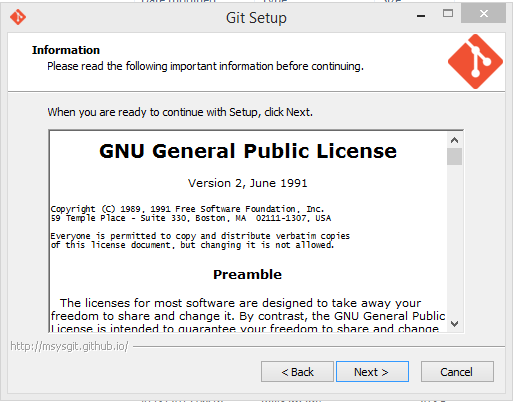 Git Setup
Information
Please read the following important information before continuing.
When you are ready to continue with Setup, click Next.
GNU General Public License
Version 2, June 1991
Copyright (C) 1989, 1991 Free Software Foundation, Inc.
59 Temple Place - Suite 330, Boston, MA  02111-1307, USA
Everyone is permitted to copy and distribute verbatim copies
of this license document, but changing it is not allowed.
Preamble
The licenses for most software are designed to take away your
freedom to share and change it. By contrast, the GNU General Public
License is intended to guarantee your freedom to share and change
http://msysgit.github.io/
< Back
Next >
Cancel